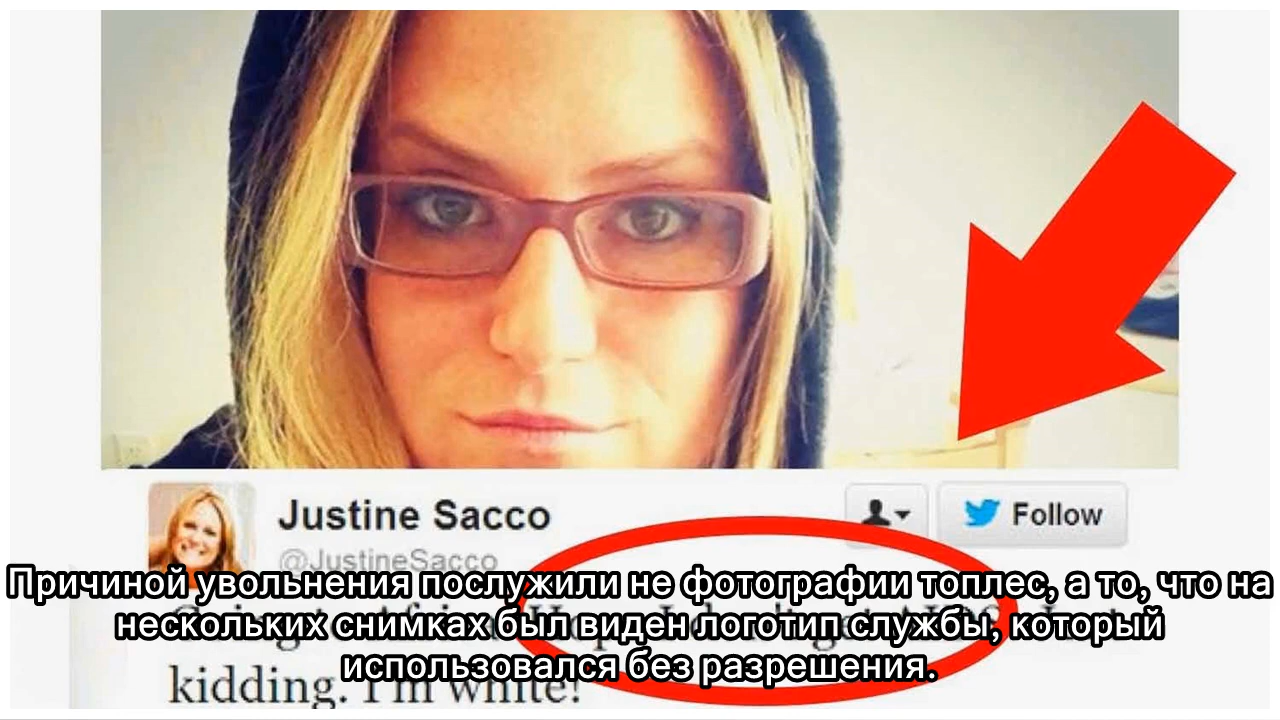 Justine Sacco
Follow
@JustineSacco
Причиной увольнения послужили не фотографии топлес, а то, что на
нескольких снимках был виден логотип службы, который
использовался без разрешения.
kidding. I'm white!